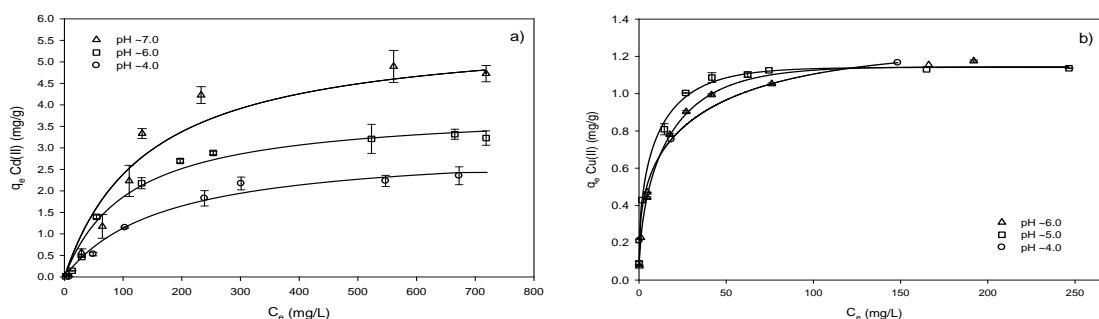 a)
pH ~7.0
pH ~6.0
pH ~4.0
q_e Cd(II) (mg/g)
6.0
5.5
5.0
4.5
4.0
3.5
3.0
2.5
2.0
1.5
1.0
0.5
0.0
0 100 200 300 400 500 600 700 800
C_e (mg/L)
b)
q_e Cu(II) (mg/g)
1.4
1.2
1.0
0.8
0.6
0.4
0.2
0.0
pH ~6.0
pH ~5.0
pH ~4.0
0 50 100 150 200 250
C_e (mg/L)